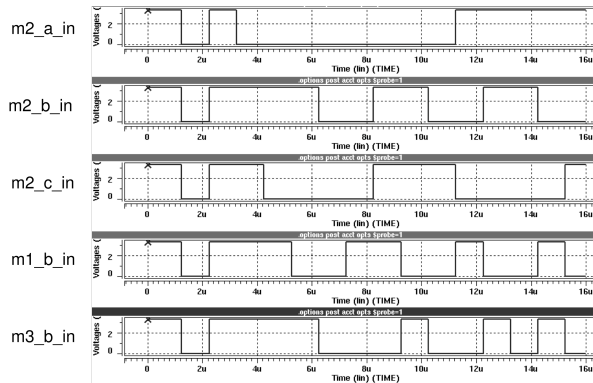 m2_a_in
Voltages (
2
0
0 2u 4u 6u 8u 10u 12u 14u 16u
Time (lin) (TIME)
.options post acct opts $probe=1
m2_b_in
Voltages (
2
0
0 2u 4u 6u 8u 10u 12u 14u 16u
Time (lin) (TIME)
.options post acct opts $probe=1
m2_c_in
Voltages (
2
0
0 2u 4u 6u 8u 10u 12u 14u 16u
Time (lin) (TIME)
.options post acct opts $probe=1
m1_b_in
Voltages (
2
0
0 2u 4u 6u 8u 10u 12u 14u 16u
Time (lin) (TIME)
.options post acct opts $probe=1
m3_b_in
Voltages (
2
0
0 2u 4u 6u 8u 10u 12u 14u 16u
Time (lin) (TIME)